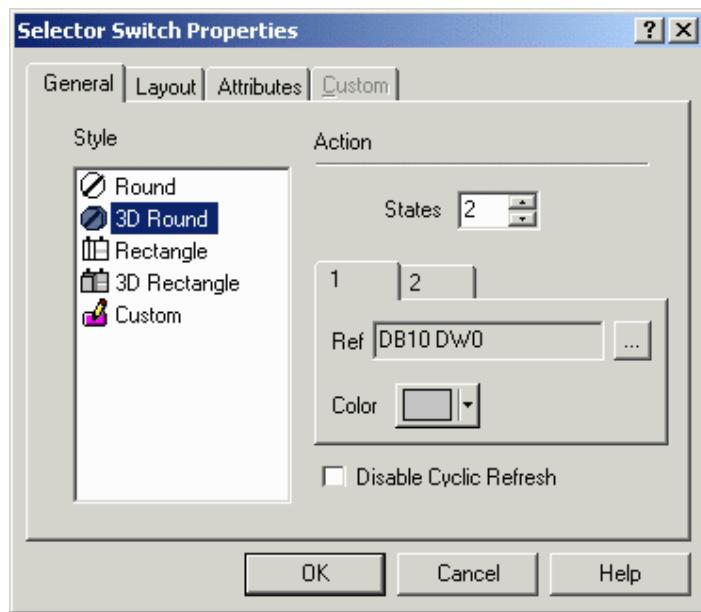 Selector Switch Properties
General Layout Attributes Custom
Style
Round
3D Round
Rectangle
3D Rectangle
Custom
Action
States 2
1 2
Ref DB10 DW0 ...
Color
Disable Cyclic Refresh
OK Cancel Help